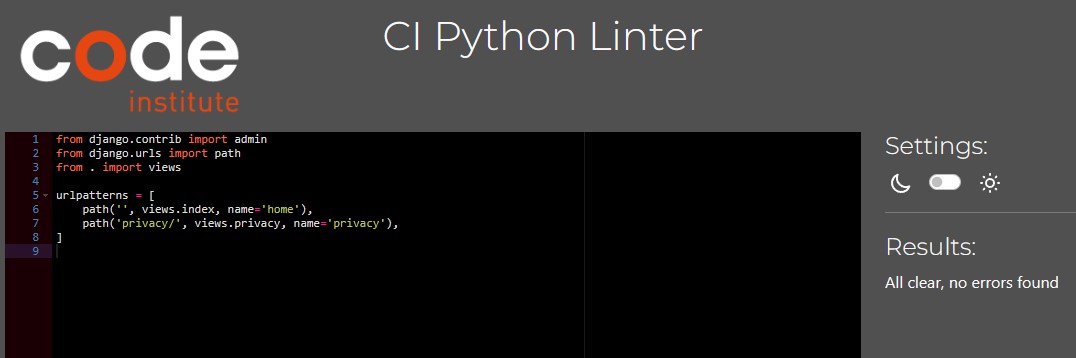 code
institute
CI Python Linter
1 from django.contrib import admin
2 from django.urls import path
3 from . import views
4
5 urlpatterns = [
6     path('', views.index, name='home'),
7     path('privacy/', views.privacy, name='privacy'),
8 ]
9
Settings:
Results:
All clear, no errors found